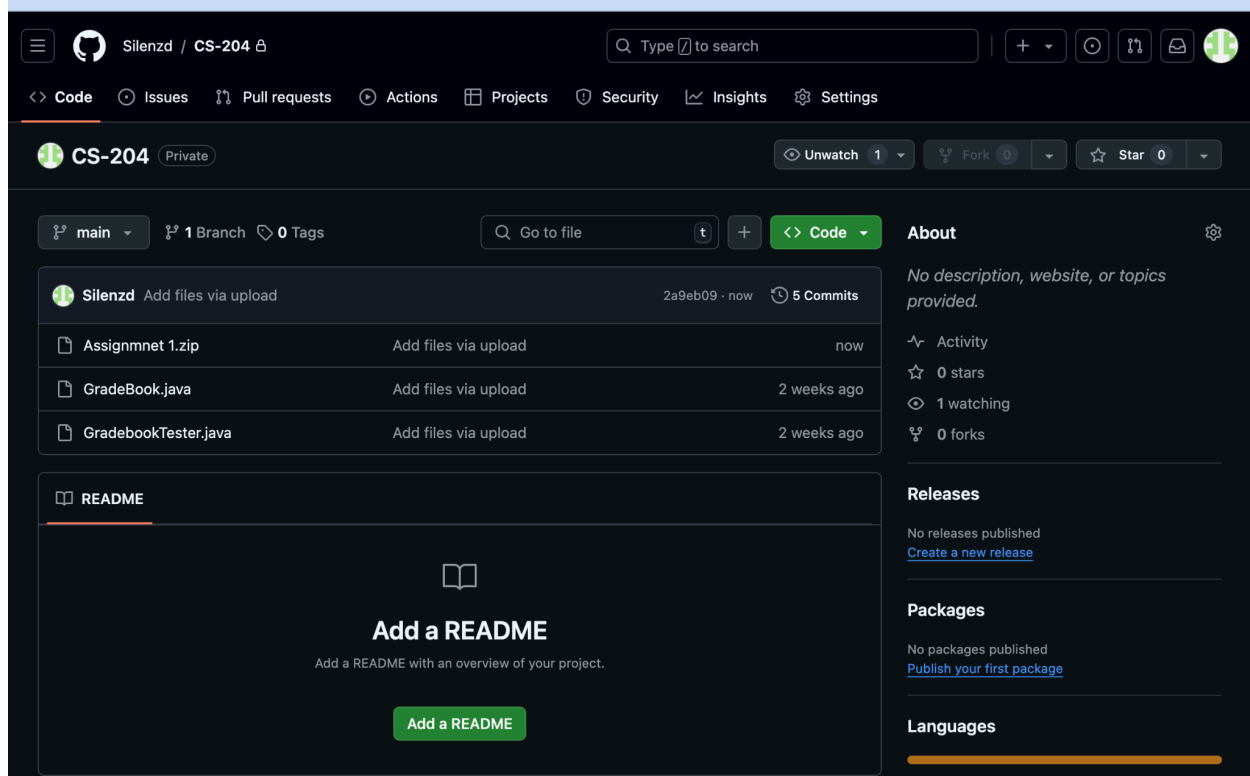 Silenzd / CS-204
Type / to search
Code Issues Pull requests Actions Projects Security Insights Settings
CS-204 Private
Unwatch 1 Fork 0 Star 0
main 1 Branch 0 Tags
Go to file t + Code
Silenzd Add files via upload 2a9eb09 · now 5 Commits
Assignmnet 1.zip Add files via upload now
GradeBook.java Add files via upload 2 weeks ago
GradebookTester.java Add files via upload 2 weeks ago
README
Add a README
Add a README with an overview of your project.
Add a README
About
No description, website, or topics
provided.
Activity
0 stars
1 watching
0 forks
Releases
No releases published
Create a new release
Packages
No packages published
Publish your first package
Languages